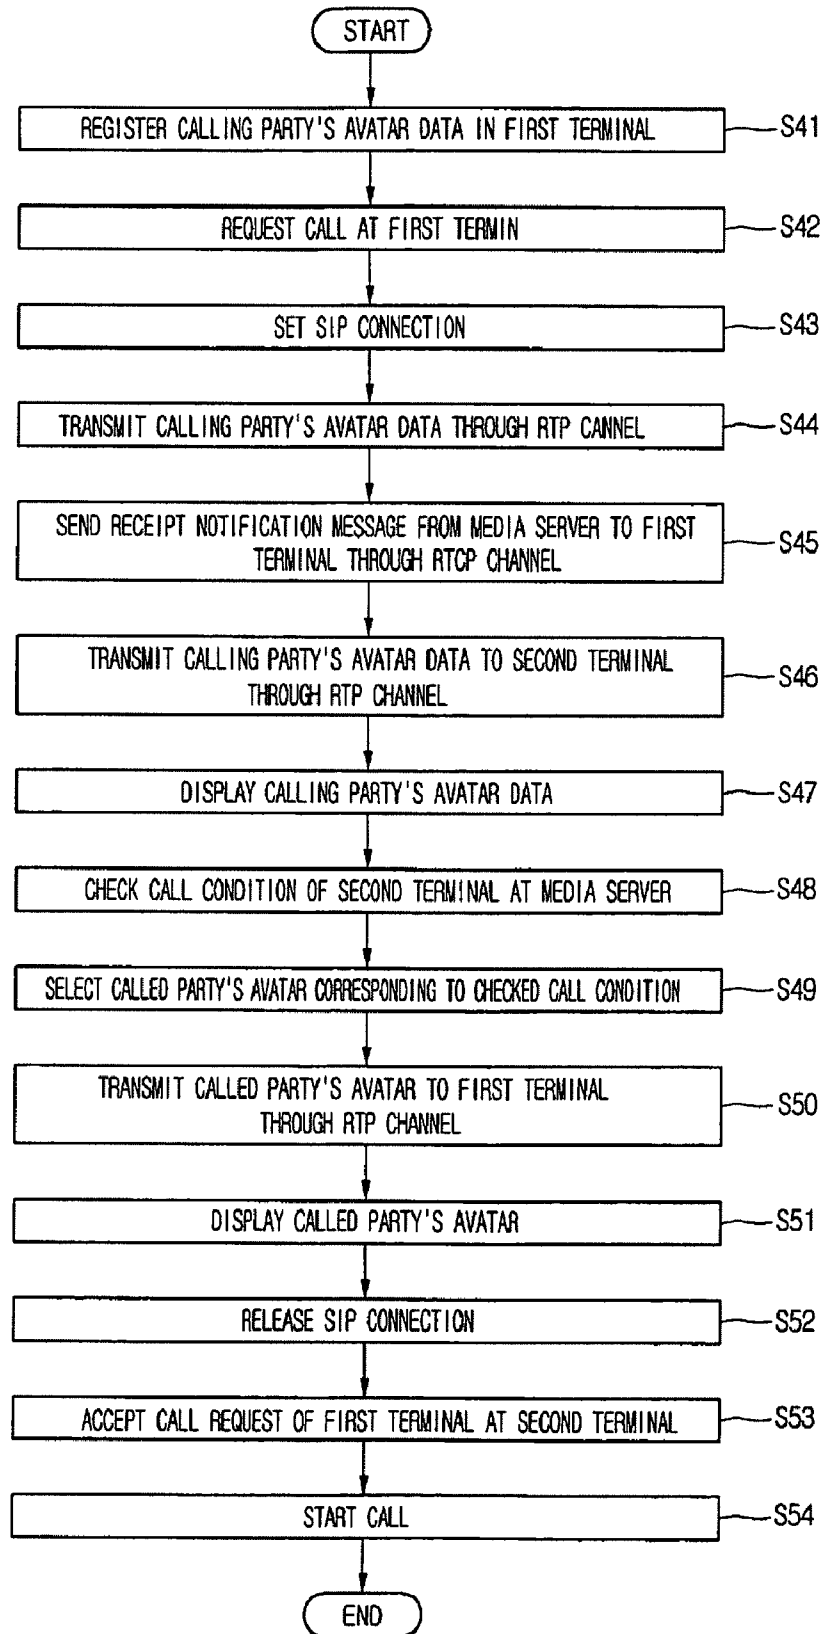 START
REGISTER CALLING PARTY'S AVATAR DATA IN FIRST TERMINAL
S41
REQUEST CALL AT FIRST TERMIN
S42
SET SIP CONNECTION
S43
TRANSMIT CALLING PARTY'S AVATAR DATA THROUGH RTP CANNEL
S44
SEND RECEIPT NOTIFICATION MESSAGE FROM MEDIA SERVER TO FIRST
TERMINAL THROUGH RTCP CHANNEL
S45
TRANSMIT CALLING PARTY'S AVATAR DATA TO SECOND TERMINAL
THROUGH RTP CHANNEL
S46
DISPLAY CALLING PARTY'S AVATAR DATA
S47
CHECK CALL CONDITION OF SECOND TERMINAL AT MEDIA SERVER
S48
SELECT CALLED PARTY'S AVATAR CORRESPONDING TO CHECKED CALL CONDITION
S49
TRANSMIT CALLED PARTY'S AVATAR TO FIRST TERMINAL
THROUGH RTP CHANNEL
S50
DISPLAY CALLED PARTY'S AVATAR
S51
RELEASE SIP CONNECTION
S52
ACCEPT CALL REQUEST OF FIRST TERMINAL AT SECOND TERMINAL
S53
START CALL
S54
END